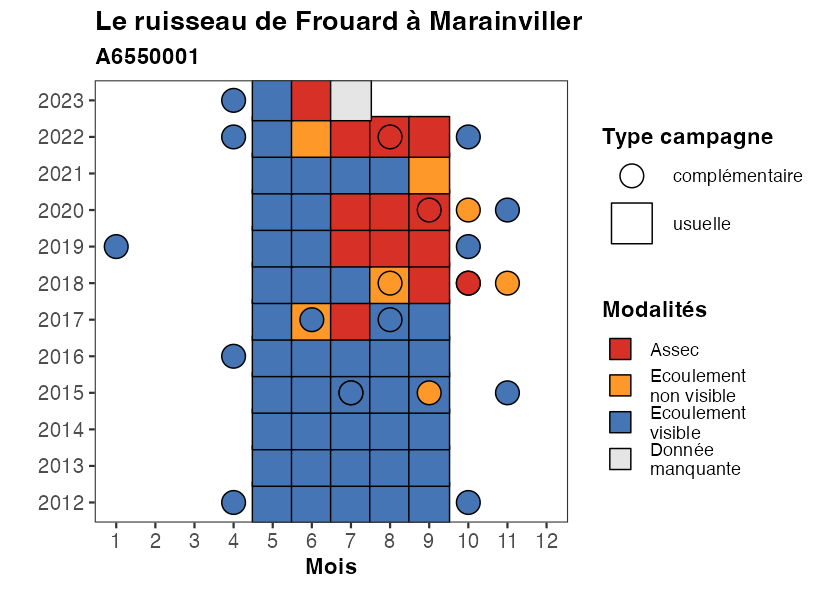 Le ruisseau de Frouard à Marainviller
A6550001
2023
2022
2021
2020
2019
2018
2017
2016
2015
2014
2013
2012
1 2 3 4 5 6 7 8 9 10 11 12
Mois
Type campagne
complémentaire
usuelle
Modalités
Assec
Ecoulement
non visible
Ecoulement
visible
Donnée
manquante